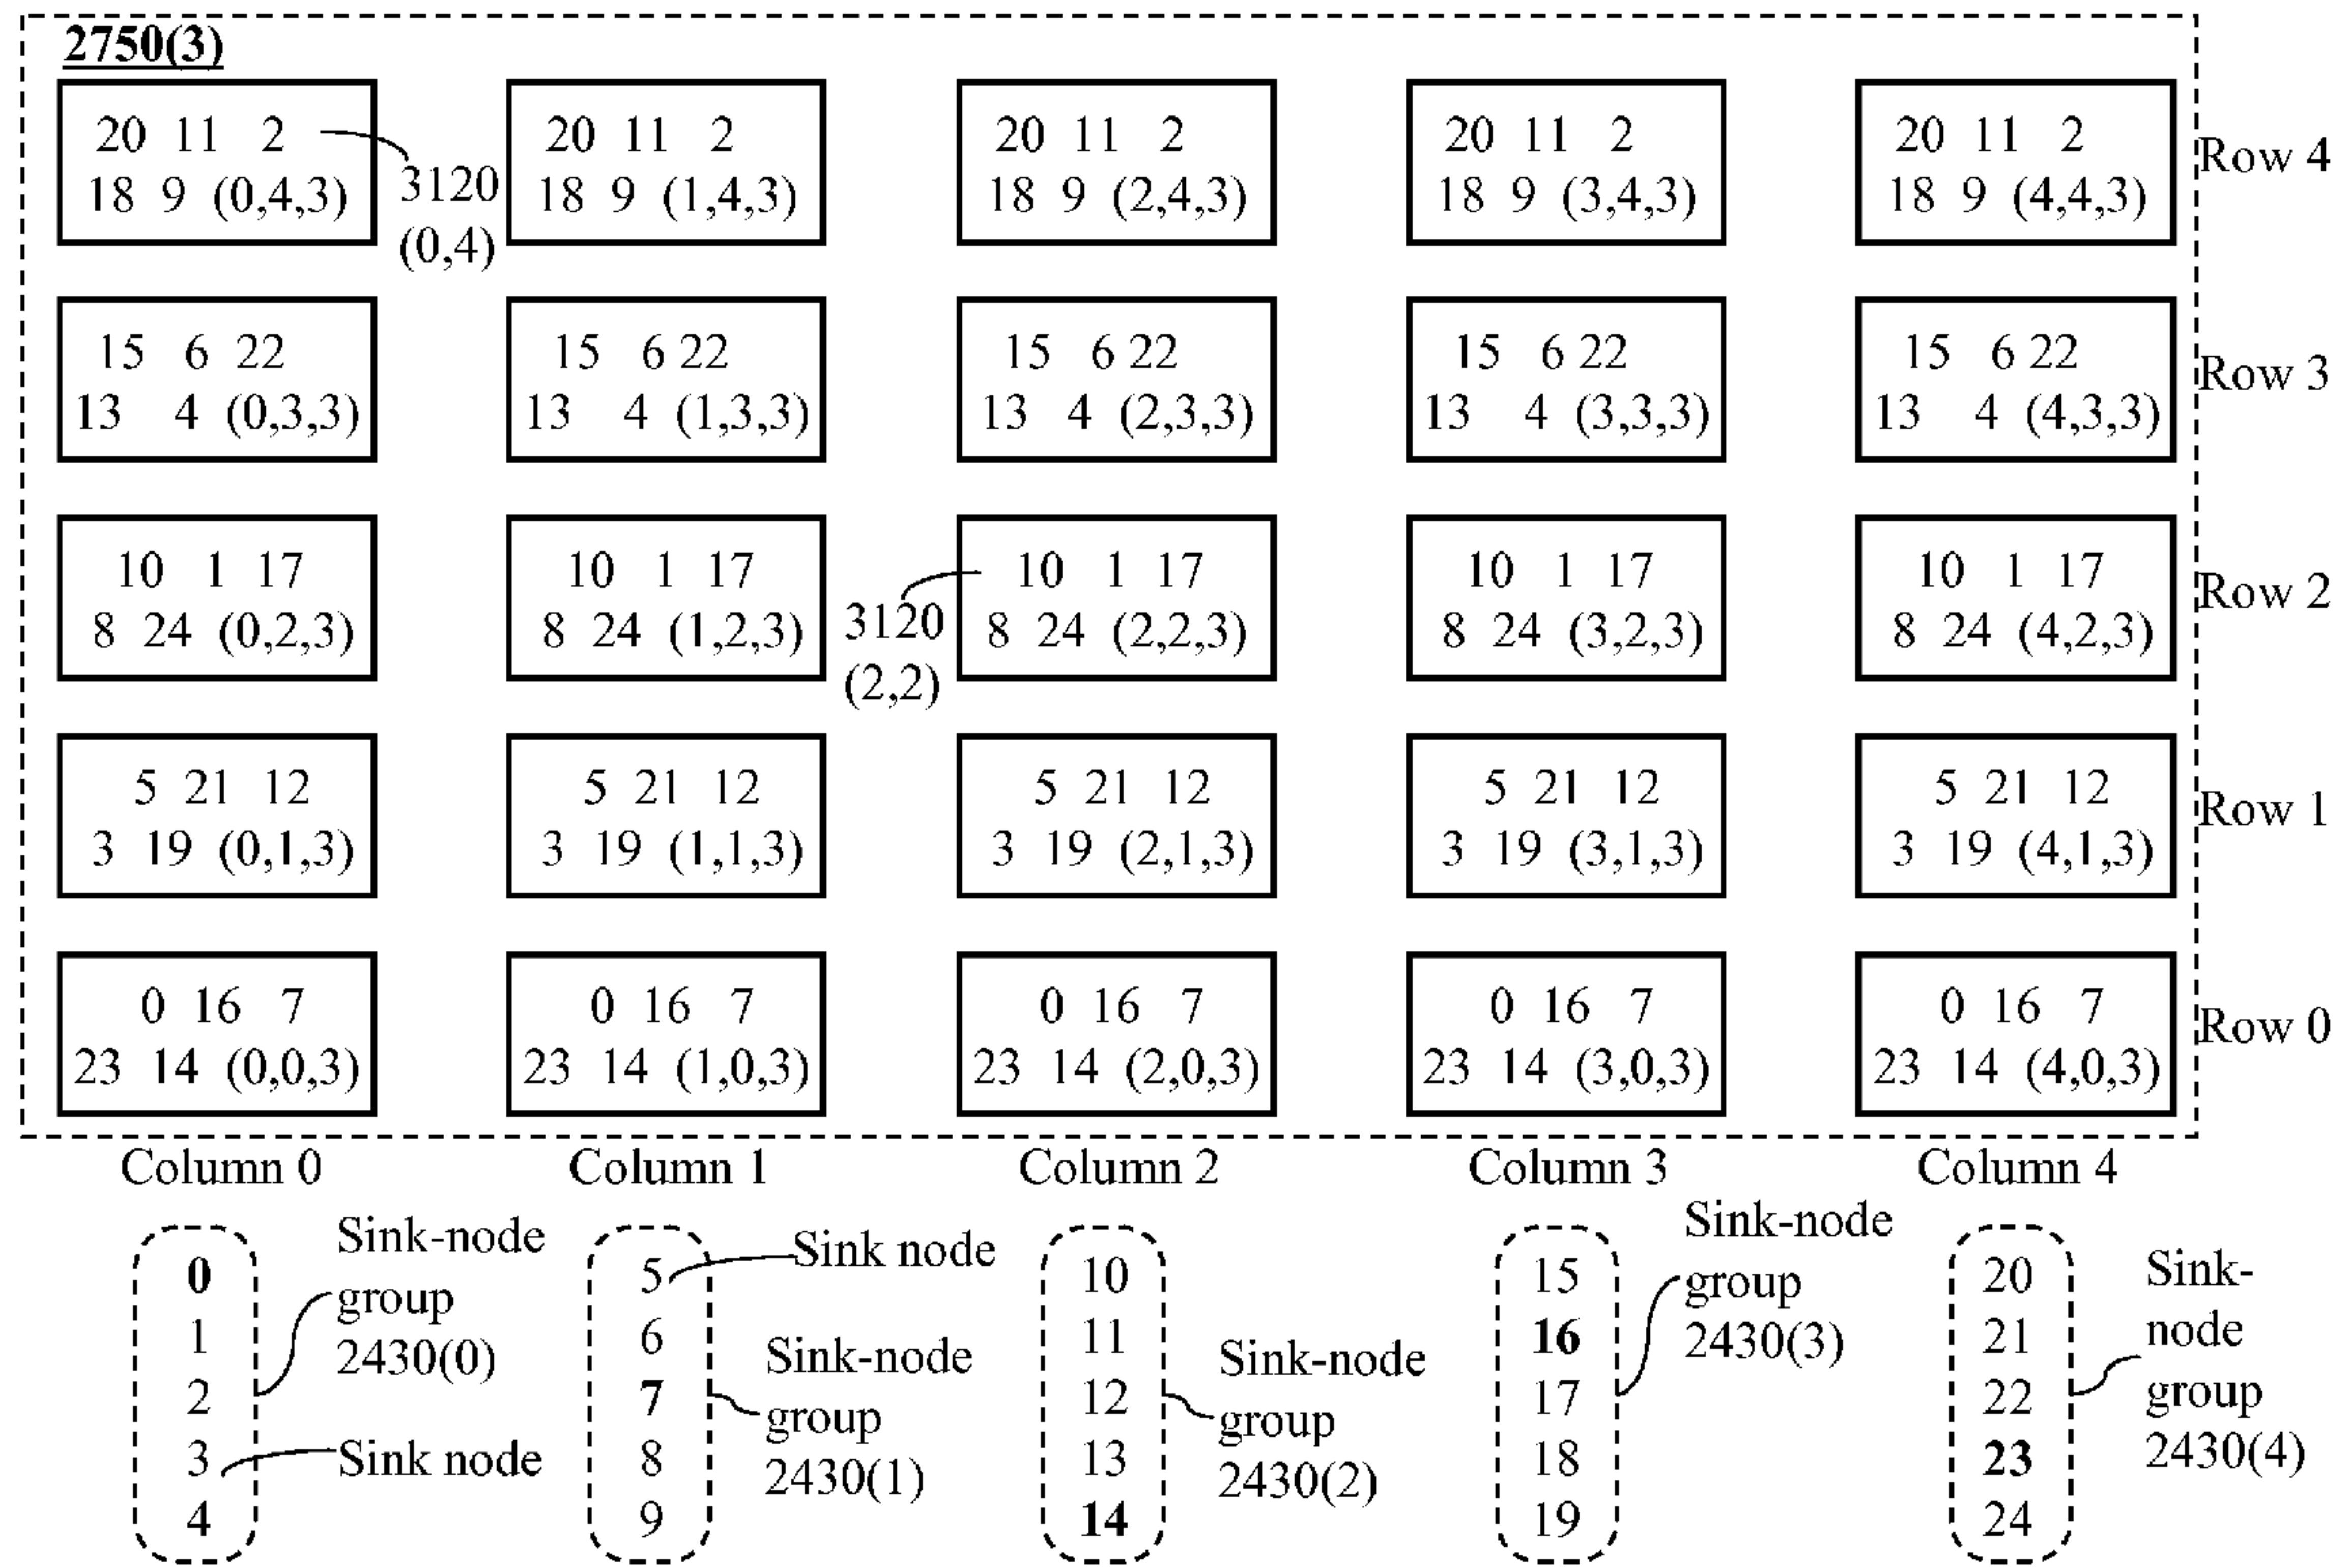 2750(3)
20 11 2
18 9 (0,4,3)
3120
(0,4)
20 11 2
18 9 (1,4,3)
20 11 2
18 9 (2,4,3)
20 11 2
18 9 (3,4,3)
20 11 2
18 9 (4,4,3)
Row 4
15 6 22
13 4 (0,3,3)
15 6 22
13 4 (1,3,3)
15 6 22
13 4 (2,3,3)
15 6 22
13 4 (3,3,3)
15 6 22
13 4 (4,3,3)
Row 3
10 1 17
8 24 (0,2,3)
10 1 17
8 24 (1,2,3)
3120
(2,2)
10 1 17
8 24 (2,2,3)
10 1 17
8 24 (3,2,3)
10 1 17
8 24 (4,2,3)
Row 2
5 21 12
3 19 (0,1,3)
5 21 12
3 19 (1,1,3)
5 21 12
3 19 (2,1,3)
5 21 12
3 19 (3,1,3)
5 21 12
3 19 (4,1,3)
Row 1
0 16 7
23 14 (0,0,3)
0 16 7
23 14 (1,0,3)
0 16 7
23 14 (2,0,3)
0 16 7
23 14 (3,0,3)
0 16 7
23 14 (4,0,3)
Row 0
Column 0
Column 1
Column 2
Column 3
Column 4
0
1
2
3
4
Sink-node
group
2430(0)
Sink node
5
6
7
8
9
Sink node
Sink-node
group
2430(1)
10
11
12
13
14
Sink-node
group
2430(2)
15
16
17
18
19
Sink-node
group
2430(3)
20
21
22
23
24
Sink-
node
group
2430(4)